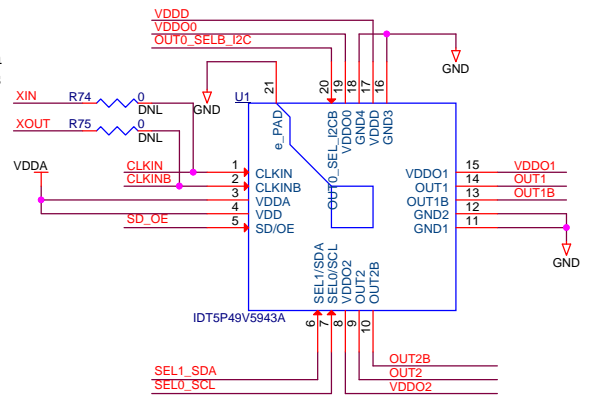 VDDD
VDDO0
OUT0_SELB_I2C
GND
GND
21
20
19
18
17
16
U1
XIN
R74
0
DNL
XOUT
R75
0
DNL
e_PAD
OUT0_SEL_I2CB
VDDO0
GND4
VDDD
GND3
VDDA
CLKIN 1 CLKIN
CLKINB 2 CLKINB
3 VDDA
4 VDD
SD_OE 5 SD/OE
VDDO1 15 VDDO1
OUT1 14 OUT1
OUT1B 13 OUT1B
GND2 12
GND1 11
GND
SEL1/SDA
SEL0/SCL
VDDO2
OUT2
OUT2B
IDT5P49V5943A
6
7
8
9
10
OUT2B
SEL1_SDA
OUT2
SEL0_SCL
VDDO2